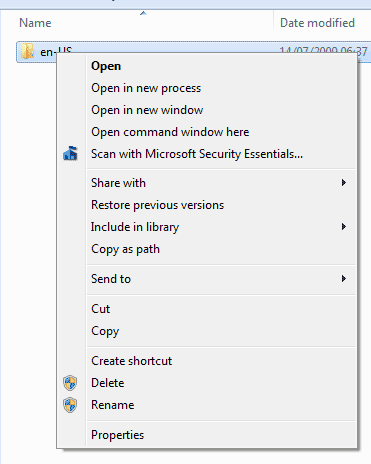 Name Date modified
en-US 14/07/2009 06:37
Open
Open in new process
Open in new window
Open command window here
Scan with Microsoft Security Essentials...
Share with
Restore previous versions
Include in library
Copy as path
Send to
Cut
Copy
Create shortcut
Delete
Rename
Properties